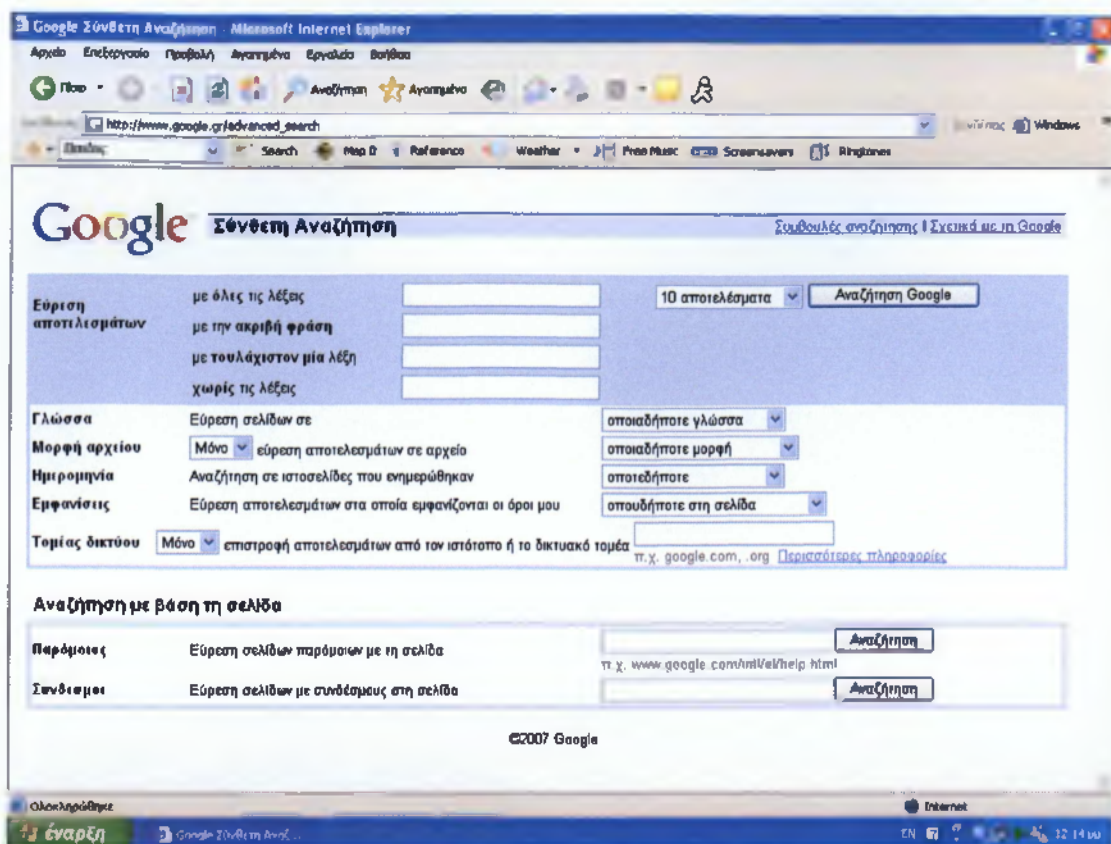 Google Σύνθετη Αναζήτηση - Microsoft Internet Explorer
Αρχείο Επεξεργασία Προβολή Αγαπημένα Εργαλεία Βοήθεια
Πίσω Αναζήτηση Αγαπημένα
http://www.google.gr/advanced_search Windows
Search Map It Reference Weather Free Music Screensavers Ringtones
Google Σύνθετη Αναζήτηση Συμβουλές αναζήτησης | Σχετικά με τη Google
Εύρεση αποτελεσμάτων
με όλες τις λέξεις 10 αποτελέσματα Αναζήτηση Google
με την ακριβή φράση
με τουλάχιστον μία λέξη
χωρίς τις λέξεις
Γλώσσα Εύρεση σελίδων σε οποιαδήποτε γλώσσα
Μορφή αρχείου Μόνο εύρεση αποτελεσμάτων σε αρχείο οποιαδήποτε μορφή
Ημερομηνία Αναζήτηση σε ιστοσελίδες που ενημερώθηκαν οποτεδήποτε
Εμφανίσεις Εύρεση αποτελεσμάτων στα οποία εμφανίζονται οι όροι μου οπουδήποτε στη σελίδα
Τομέας δικτύου Μόνο επιστροφή αποτελεσμάτων από τον ιστότοπο ή το δικτυακό τομέα
π.χ. google.com, .org Περισσότερες πληροφορίες
Αναζήτηση με βάση τη σελίδα
Παρόμοιες Εύρεση σελίδων παρόμοιων με τη σελίδα Αναζήτηση
π.χ. www.google.com/intl/el/help.html
Σύνδεσμοι Εύρεση σελίδων με συνδέσμους στη σελίδα Αναζήτηση
©2007 Google
Ολοκληρώθηκε Internet
έναρξη Google Σύνθετη Αναζ... EN 12:14 μμ